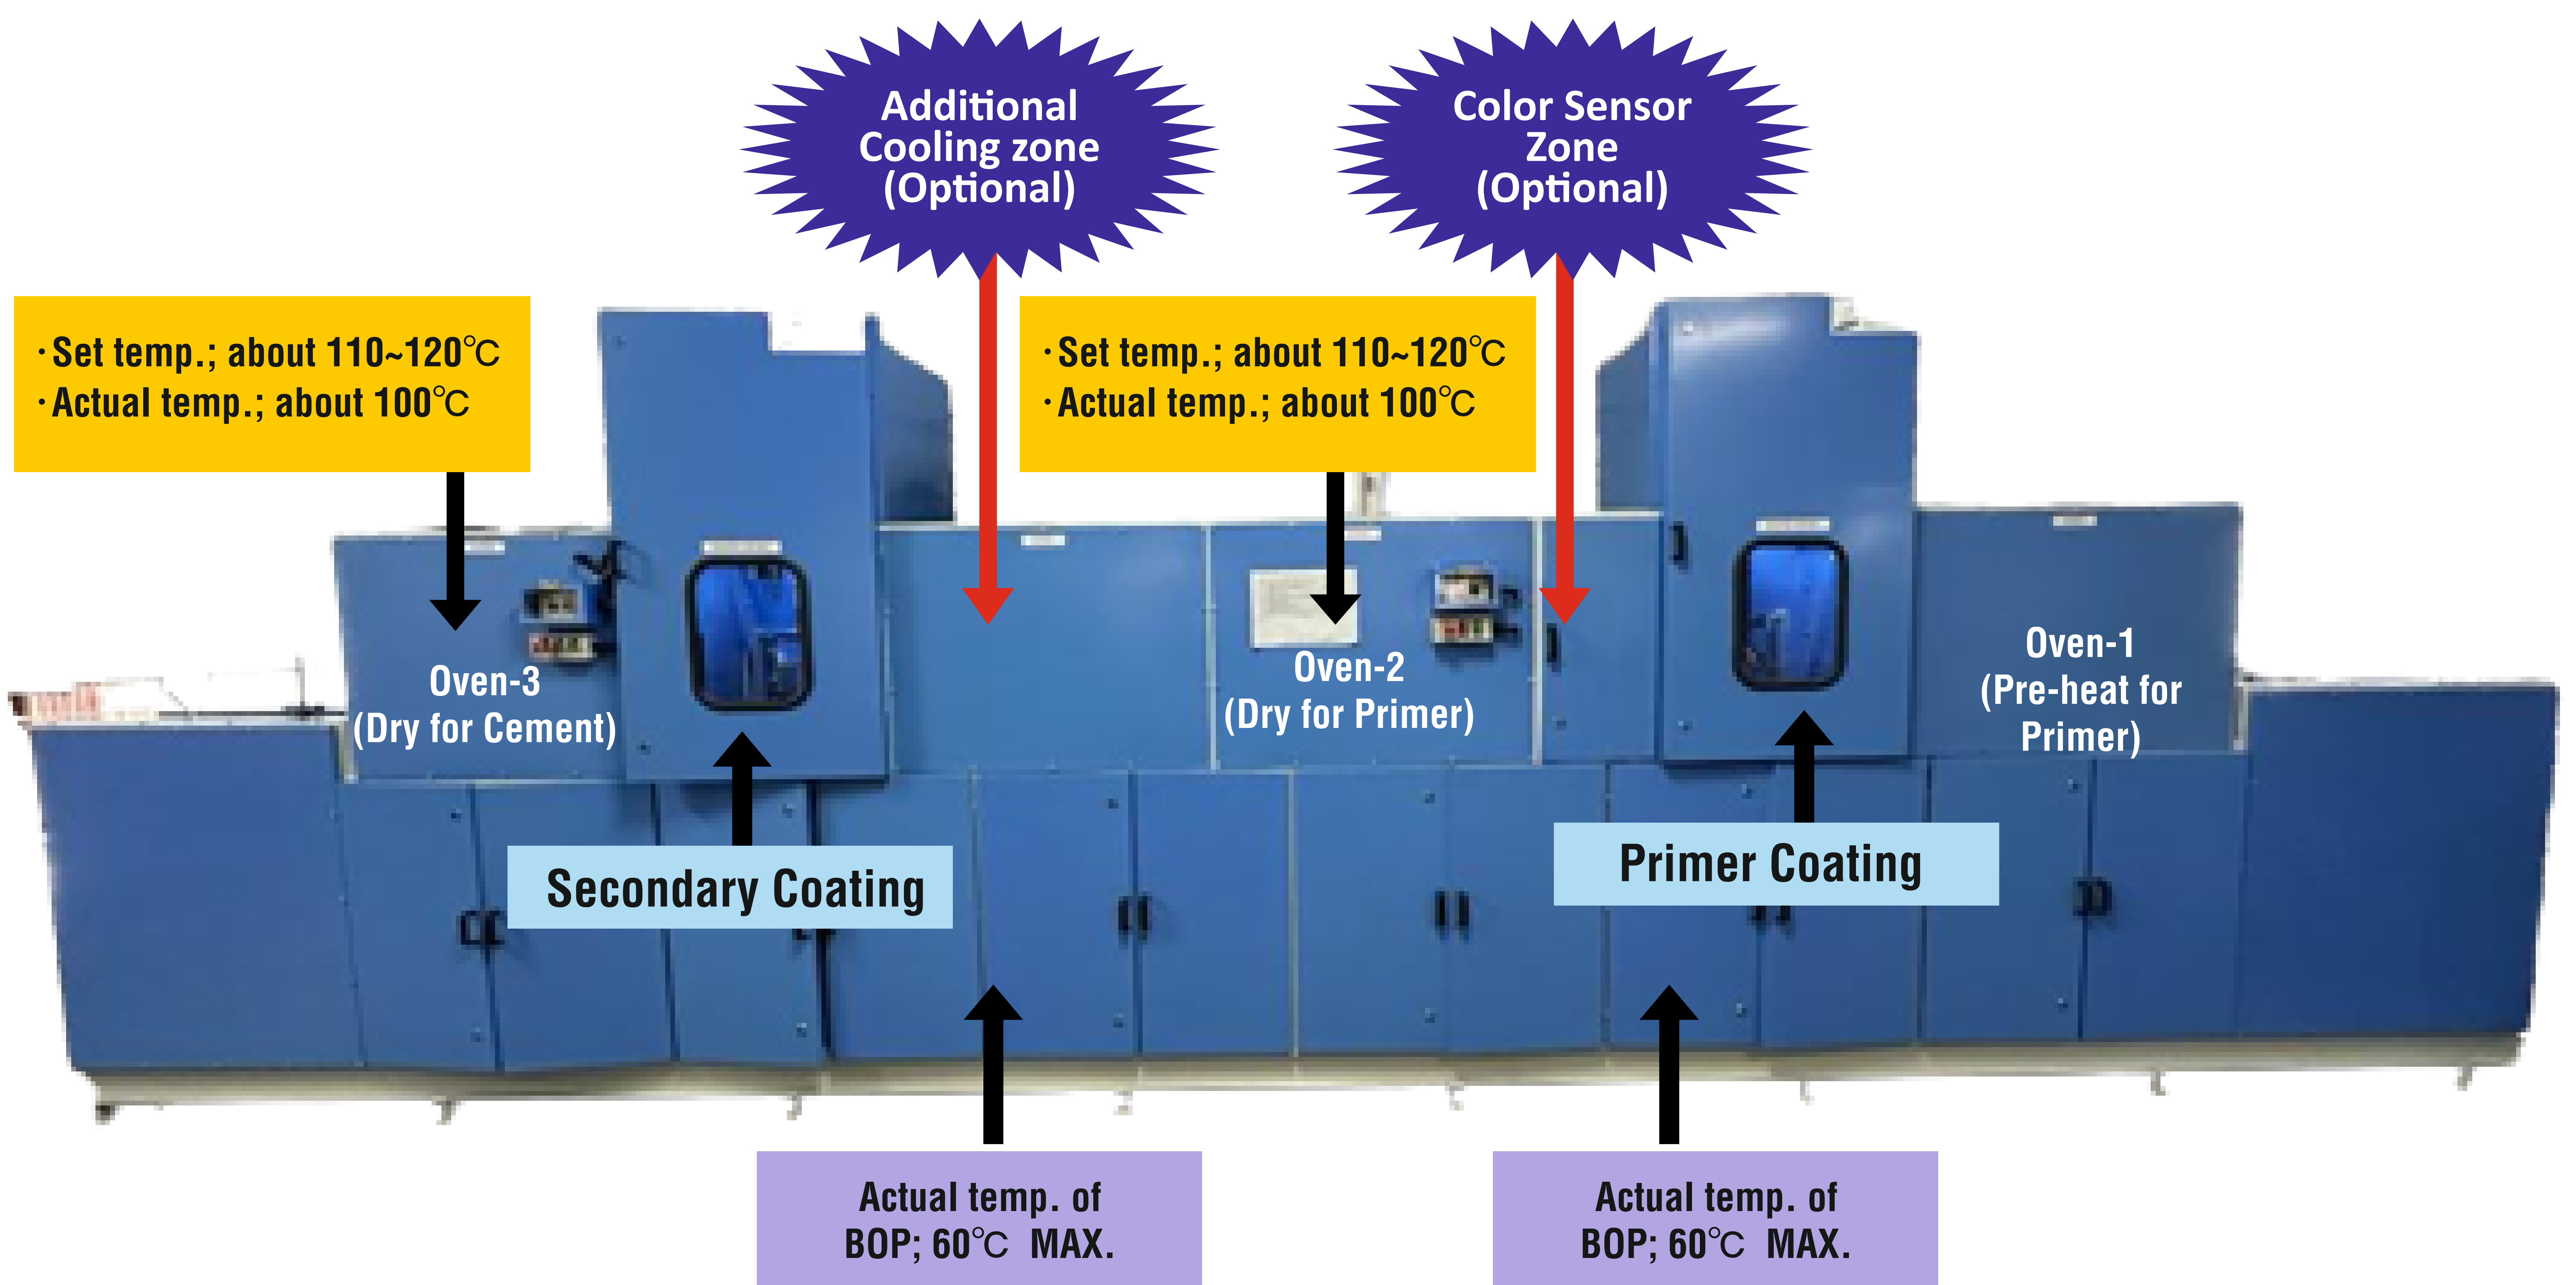 Additional
Cooling zone
(Optional)
Color Sensor
Zone
(Optional)
·Set temp.; about 110~120℃
·Actual temp.; about 100℃
·Set temp.; about 110~120℃
·Actual temp.; about 100℃
Oven-3
(Dry for Cement)
Oven-2
(Dry for Primer)
Oven-1
(Pre-heat for
Primer)
Secondary Coating
Primer Coating
Actual temp. of
BOP; 60℃ MAX.
Actual temp. of
BOP; 60℃ MAX.